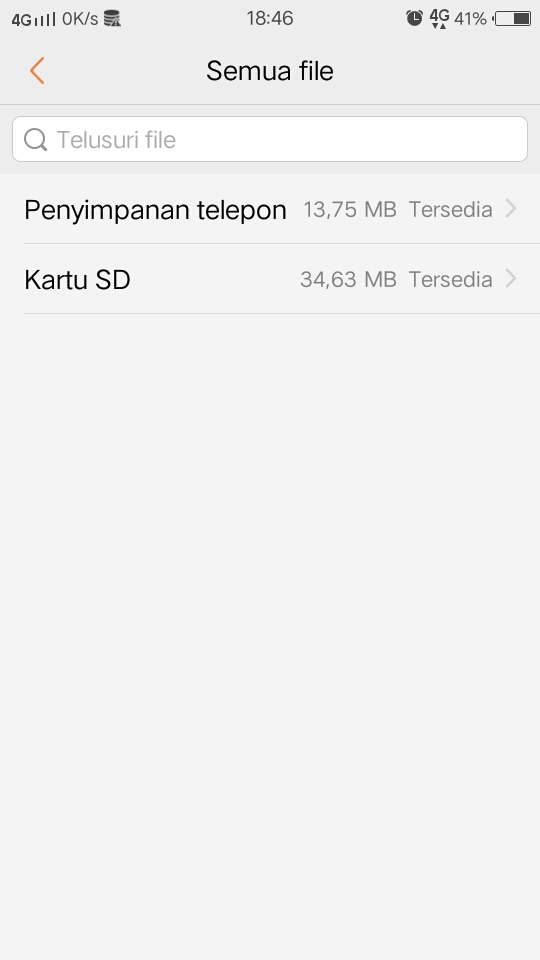 4G 0K/s 18:46 4G 41%
Semua file
Telusuri file
Penyimpanan telepon 13,75 MB Tersedia
Kartu SD 34,63 MB Tersedia